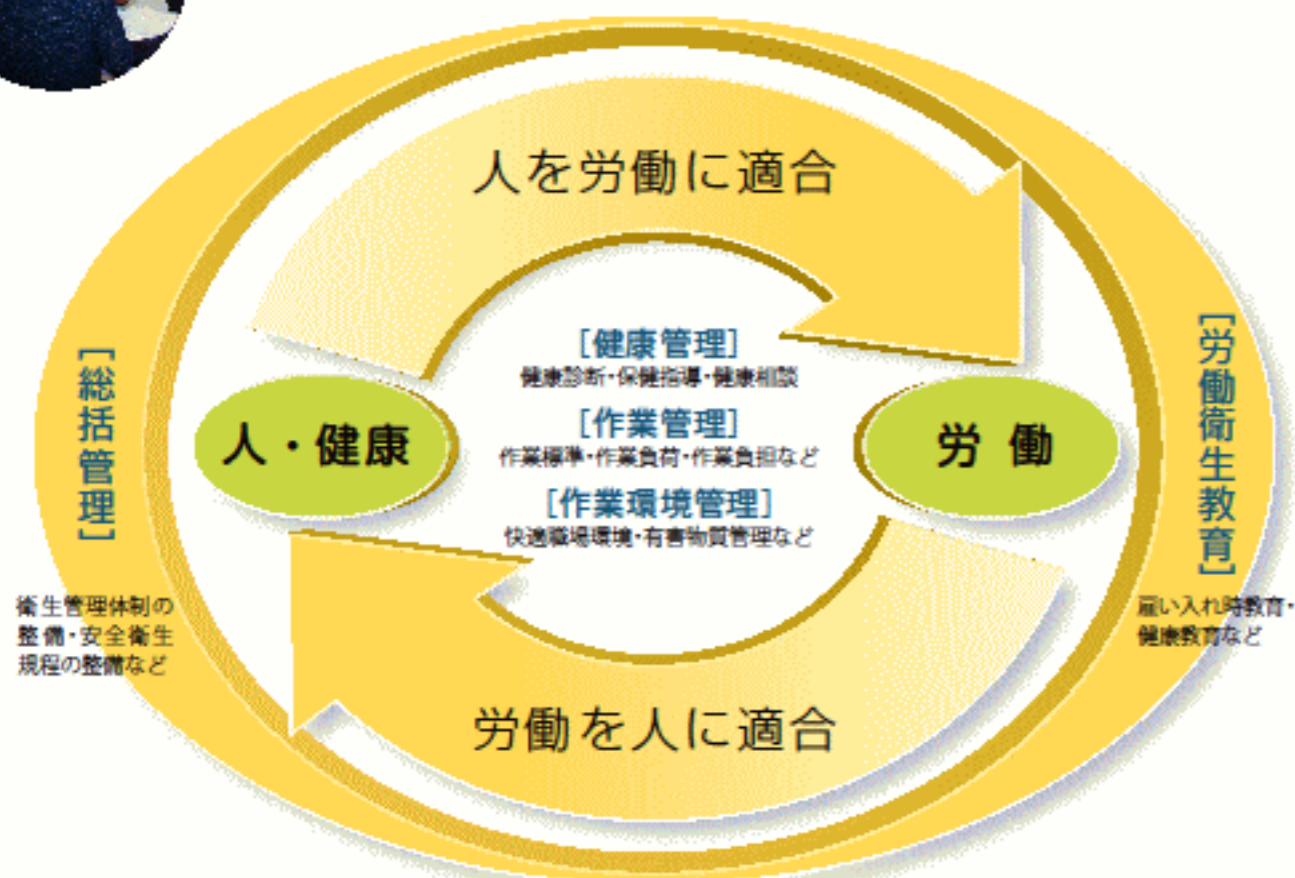 人を労働に適合
[健康管理]
健康診断・保健指導・健康相談
[作業管理]
作業標準・作業負荷・作業負担など
[作業環境管理]
快適職場環境・有害物質管理など
人・健康
労働
[総括管理]
衛生管理体制の
整備・安全衛生
規程の整備など
[労働衛生教育]
雇い入れ時教育・
健康教育など
労働を人に適合